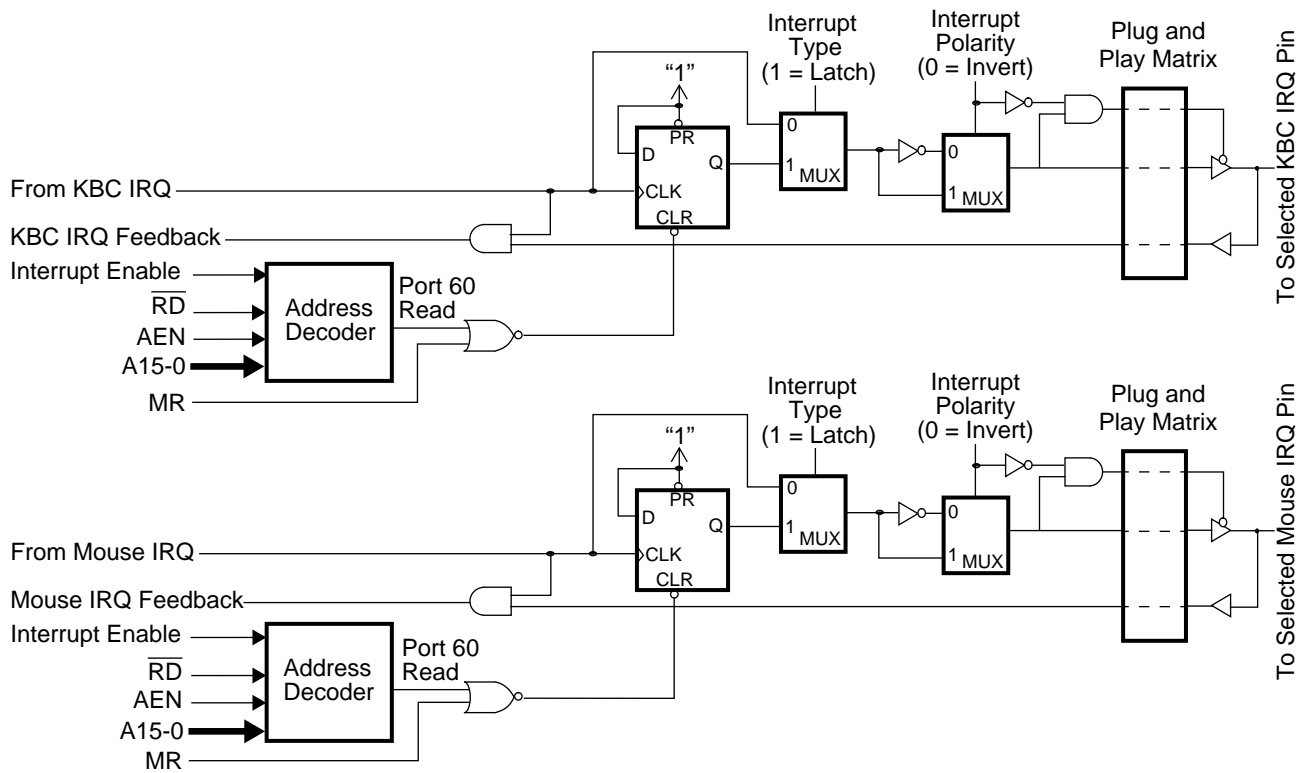 Interrupt
Type
(1 = Latch)
Interrupt
Polarity
(0 = Invert)
Plug and
Play Matrix
“1”
PR
D
Q
CLK
CLR
0
1
MUX
0
1
MUX
From KBC IRQ
KBC IRQ Feedback
Interrupt Enable
RD
AEN
A15-0
MR
Address
Decoder
Port 60
Read
To Selected KBC IRQ Pin
Interrupt
Type
(1 = Latch)
Interrupt
Polarity
(0 = Invert)
Plug and
Play Matrix
“1”
PR
D
Q
CLK
CLR
0
1
MUX
0
1
MUX
From Mouse IRQ
Mouse IRQ Feedback
Interrupt Enable
RD
AEN
A15-0
MR
Address
Decoder
Port 60
Read
To Selected Mouse IRQ Pin